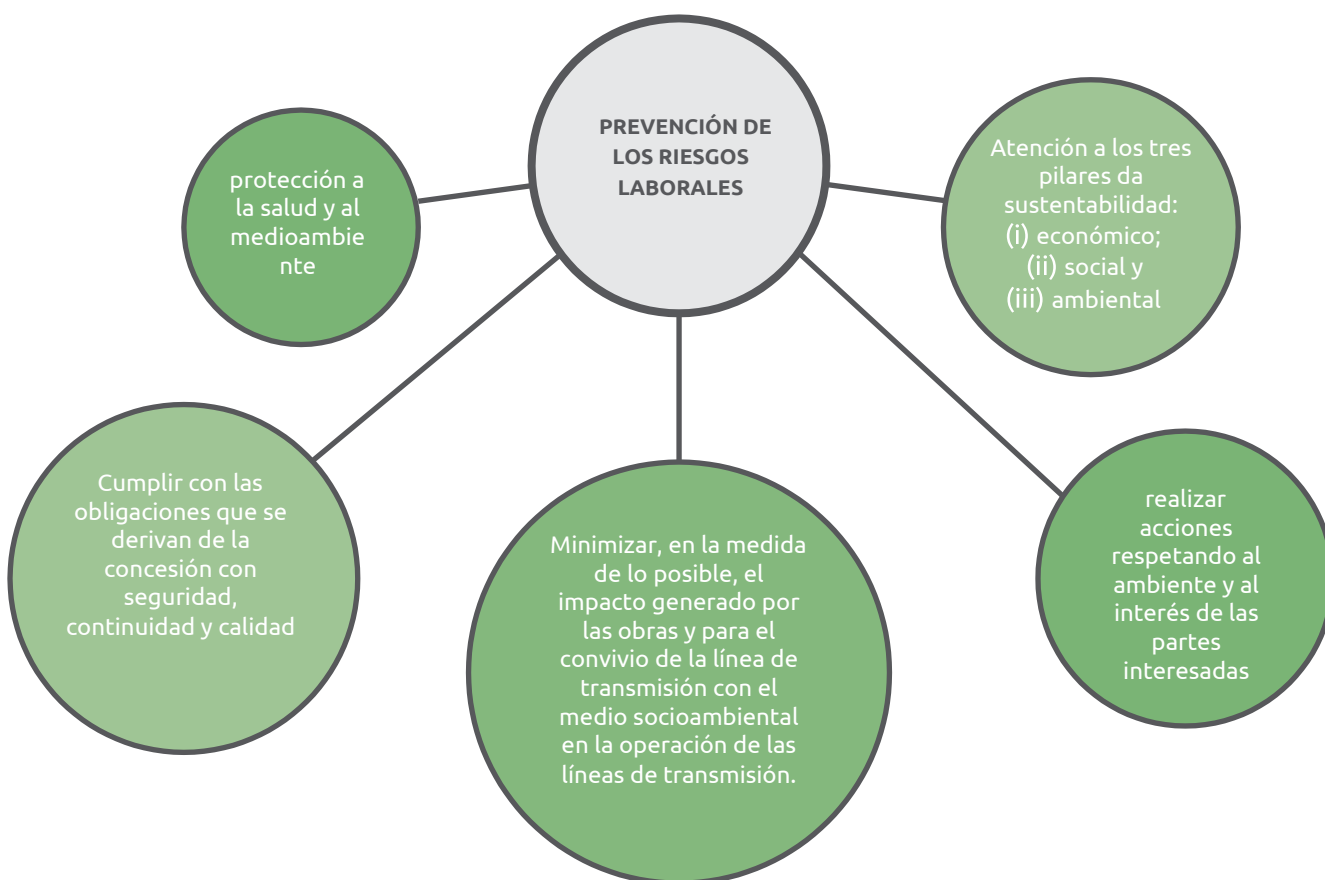 PREVENCIÓN DE
LOS RIESGOS
LABORALES
protección a
la salud y al
medioambie
nte
Atención a los tres
pilares da
sustentabilidad:
(i) económico;
(ii) social y
(iii) ambiental
Cumplir con las
obligaciones que se
derivan de la
concesión con
seguridad,
continuidad y calidad
Minimizar, en la medida
de lo posible, el
impacto generado por
las obras y para el
convivio de la línea de
transmisión con el
medio socioambiental
en la operación de las
líneas de transmisión.
realizar
acciones
respetando al
ambiente y al
interés de las
partes
interesadas